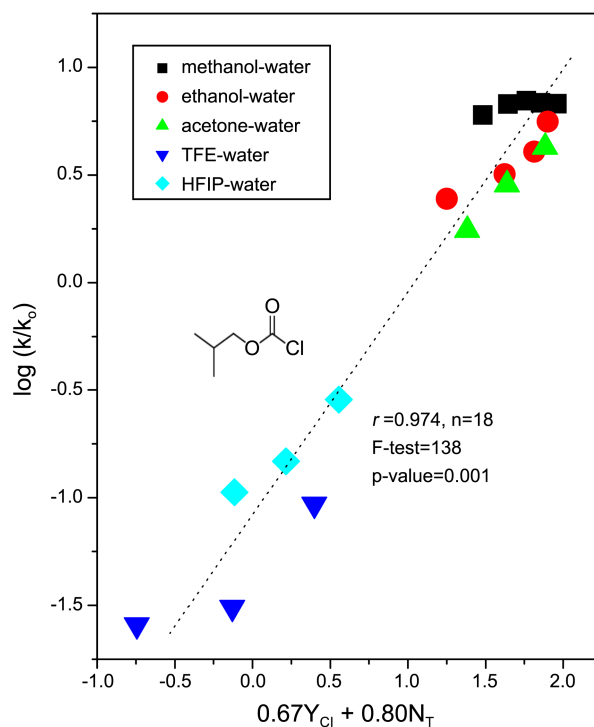 methanol-water
ethanol-water
acetone-water
TFE-water
HFIP-water
1.0
0.5
0.0
-0.5
-1.0
-1.5
log (k/kₒ)
O
O
Cl
r =0.974, n=18
F-test=138
p-value=0.001
-1.0 -0.5 0.0 0.5 1.0 1.5 2.0
0.67Y_Cl + 0.80N_T